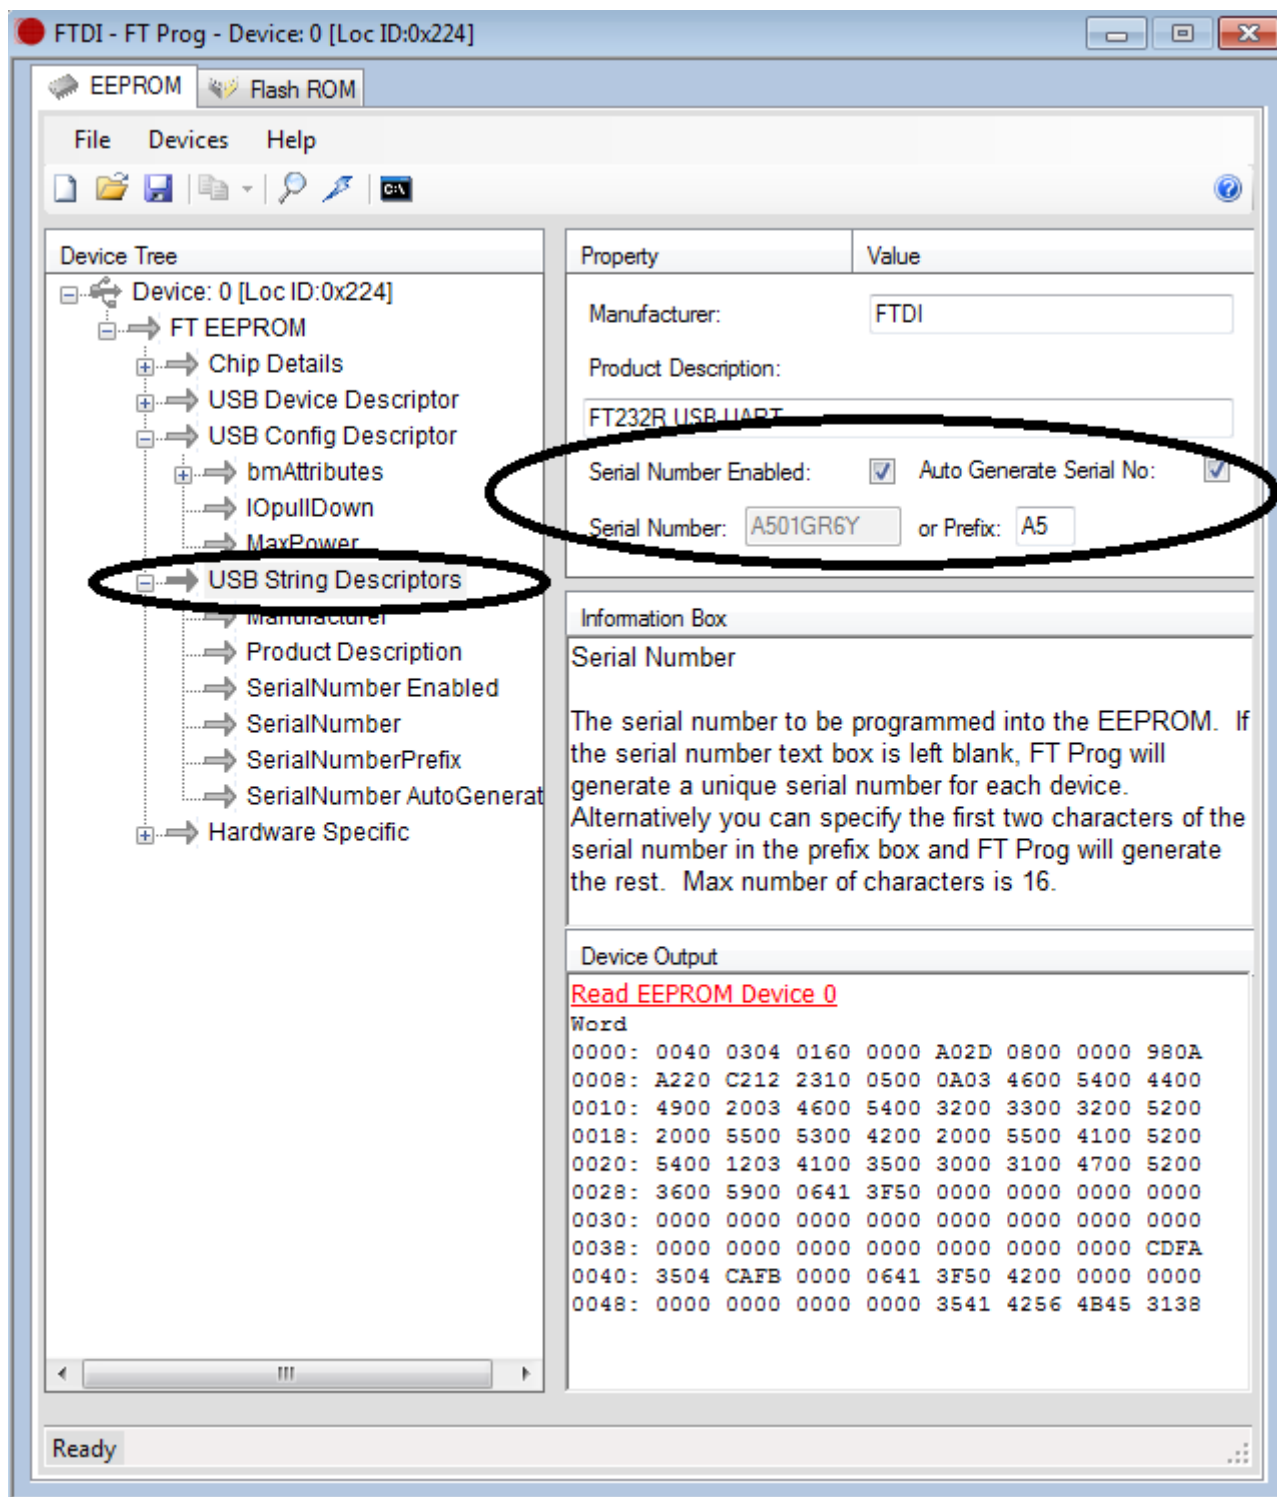 FTDI - FT Prog - Device: 0 [Loc ID:0x224]
EEPROM
Flash ROM
File Devices Help
C:\
Device Tree
Device: 0 [Loc ID:0x224]
FT EEPROM
Chip Details
USB Device Descriptor
USB Config Descriptor
bmAttributes
IOpullDown
MaxPower
USB String Descriptors
Manufacturer
Product Description
SerialNumber Enabled
SerialNumber
SerialNumberPrefix
SerialNumber AutoGenerat
Hardware Specific
Property Value
Manufacturer: FTDI
Product Description:
FT232R USB UART
Serial Number Enabled: Auto Generate Serial No:
Serial Number: A501GR6Y or Prefix: A5
Information Box
Serial Number
The serial number to be programmed into the EEPROM. If
the serial number text box is left blank, FT Prog will
generate a unique serial number for each device.
Alternatively you can specify the first two characters of the
serial number in the prefix box and FT Prog will generate
the rest. Max number of characters is 16.
Device Output
Read EEPROM Device 0
Word
0000: 0040 0304 0160 0000 A02D 0800 0000 980A
0008: A220 C212 2310 0500 0A03 4600 5400 4400
0010: 4900 2003 4600 5400 3200 3300 3200 5200
0018: 2000 5500 5300 4200 2000 5500 4100 5200
0020: 5400 1203 4100 3500 3000 3100 4700 5200
0028: 3600 5900 0641 3F50 0000 0000 0000 0000
0030: 0000 0000 0000 0000 0000 0000 0000 0000
0038: 0000 0000 0000 0000 0000 0000 0000 CDFA
0040: 3504 CAFB 0000 0641 3F50 4200 0000 0000
0048: 0000 0000 0000 0000 3541 4256 4B45 3138
Ready